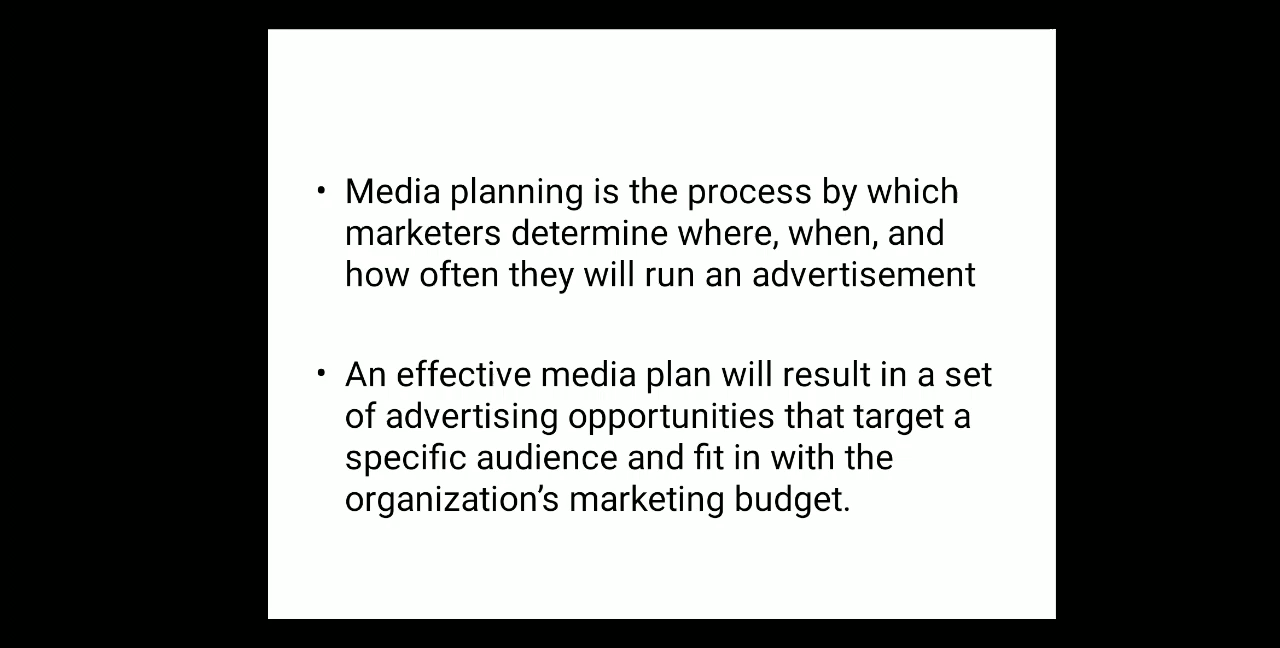 • Media planning is the process by which
marketers determine where, when, and
how often they will run an advertisement
• An effective media plan will result in a set
of advertising opportunities that target a
specific audience and fit in with the
organization’s marketing budget.